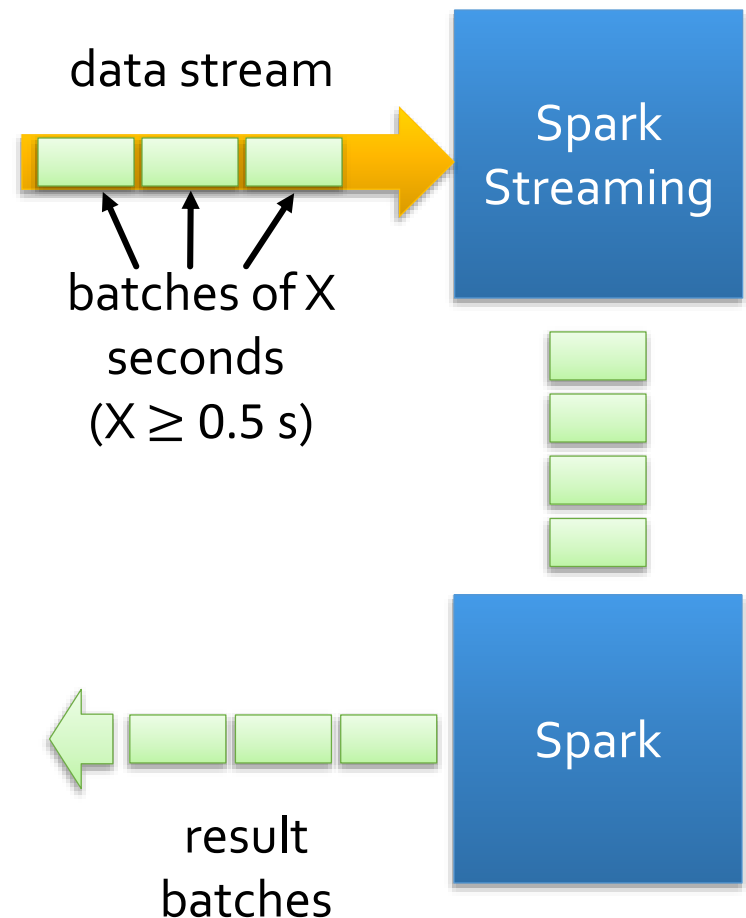 data stream
Spark
Streaming
batches of X
seconds
(X ≥ 0.5 s)
Spark
result
batches